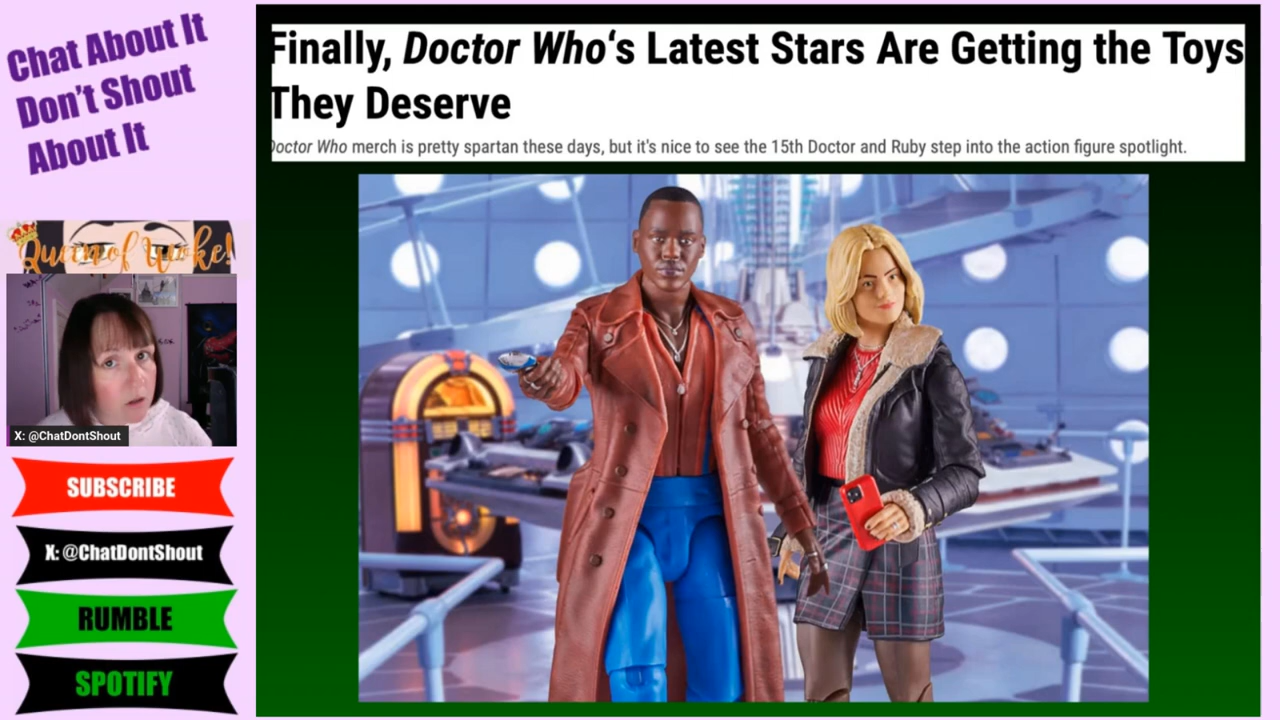 Chat About It
Don't Shout
About It
Finally, Doctor Who's Latest Stars Are Getting the Toys
They Deserve
Doctor Who merch is pretty spartan these days, but it's nice to see the 15th Doctor and Ruby step into the action figure spotlight.
Queen of Woke!
X: @ChatDontShout
SUBSCRIBE
X: @ChatDontShout
RUMBLE
SPOTIFY